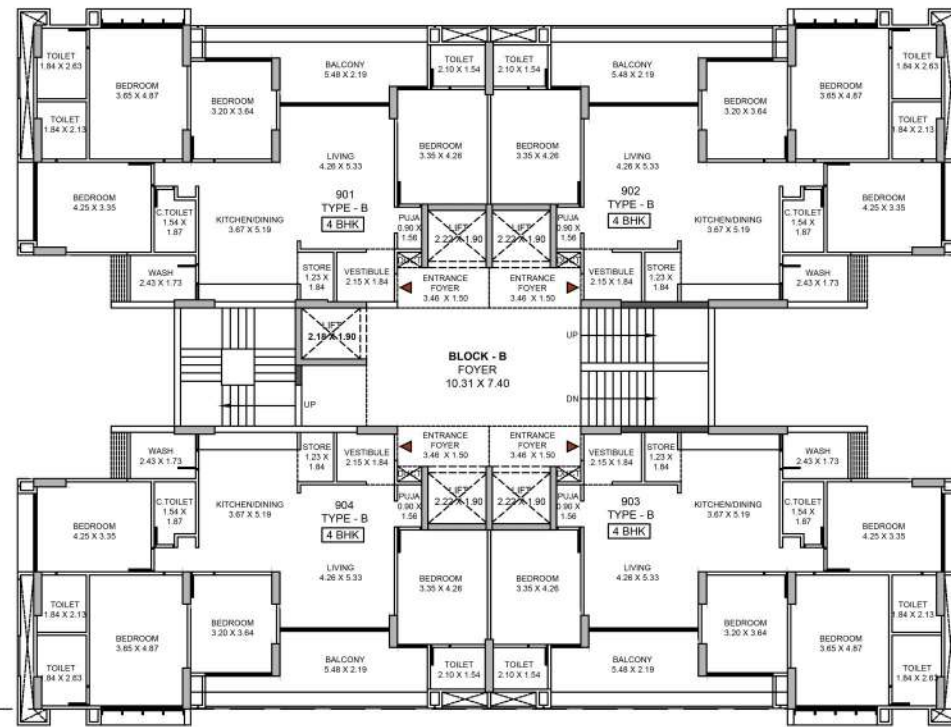 TOILET
1.84 X 2.63
BEDROOM
3.65 X 4.87
BALCONY
5.48 X 2.19
TOILET
2.10 X 1.54
TOILET
2.10 X 1.54
BALCONY
5.48 X 2.19
BEDROOM
3.65 X 4.87
TOILET
1.84 X 2.63
TOILET
1.84 X 2.13
BEDROOM
3.20 X 3.64
BEDROOM
3.20 X 3.64
TOILET
1.84 X 2.13
LIVING
4.26 X 5.33
BEDROOM
3.35 X 4.26
BEDROOM
3.35 X 4.26
LIVING
4.26 X 5.33
BEDROOM
4.25 X 3.35
C.TOILET
1.54 X
1.87
KITCHEN/DINING
3.67 X 5.19
901
TYPE - B
4 BHK
PUJA
0.90 X
1.56
LIFT
2.22 X 1.90
LIFT
2.22 X 1.90
PUJA
0.90 X
1.56
902
TYPE - B
4 BHK
KITCHEN/DINING
3.67 X 5.19
C.TOILET
1.54 X
1.87
BEDROOM
4.25 X 3.35
WASH
2.43 X 1.73
STORE
1.23 X
1.84
VESTIBULE
2.15 X 1.84
DUCT
ENTRANCE
FOYER
3.46 X 1.50
ENTRANCE
FOYER
3.46 X 1.50
DUCT
VESTIBULE
2.15 X 1.84
STORE
1.23 X
1.84
WASH
2.43 X 1.73
LIFT
2.18 X 1.90
UP
BLOCK - B
FOYER
10.31 X 7.40
UP
DN
WASH
2.43 X 1.73
STORE
1.23 X
1.84
VESTIBULE
2.15 X 1.84
ENTRANCE
FOYER
3.46 X 1.50
ENTRANCE
FOYER
3.46 X 1.50
VESTIBULE
2.15 X 1.84
STORE
1.23 X
1.84
WASH
2.43 X 1.73
DUCT
DUCT
BEDROOM
4.25 X 3.35
C.TOILET
1.54 X
1.87
KITCHEN/DINING
3.67 X 5.19
904
TYPE - B
4 BHK
PUJA
0.90 X
1.56
LIFT
2.22 X 1.90
LIFT
2.22 X 1.90
PUJA
0.90 X
1.56
903
TYPE - B
4 BHK
KITCHEN/DINING
3.67 X 5.19
C.TOILET
1.54 X
1.87
BEDROOM
4.25 X 3.35
LIVING
4.26 X 5.33
BEDROOM
3.35 X 4.26
BEDROOM
3.35 X 4.26
LIVING
4.26 X 5.33
TOILET
1.84 X 2.13
BEDROOM
3.65 X 4.87
BEDROOM
3.20 X 3.64
BEDROOM
3.20 X 3.64
BEDROOM
3.65 X 4.87
TOILET
1.84 X 2.13
TOILET
1.84 X 2.63
BALCONY
5.48 X 2.19
TOILET
2.10 X 1.54
TOILET
2.10 X 1.54
BALCONY
5.48 X 2.19
TOILET
1.84 X 2.63